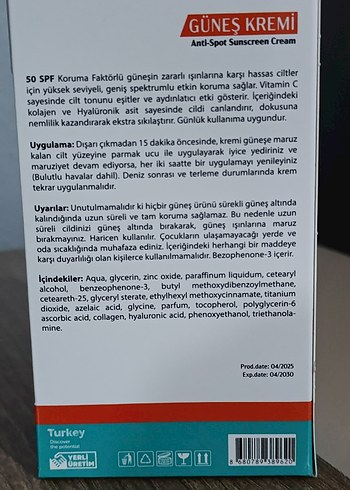 GÜNEŞ KREMİ
Anti-Spot Sunscreen Cream
50 SPF Koruma Faktörlü güneşin zararlı ışınlarına karşı hassas ciltler
için yüksek seviyeli, geniş spektrumlu etkin koruma sağlar. Vitamin C
sayesinde cilt tonunu eşitler ve aydınlatıcı etki gösterir. İçeriğindeki
kolajen ve Hyalüronik asit sayesinde cildi canlandırır, dokusuna
nemlilik kazandırarak ekstra sıkılaştırır. Günlük kullanıma uygundur.
Uygulama: Dışarı çıkmadan 15 dakika öncesinde, kremi güneşe maruz
kalan cilt yüzeyine parmak ucu ile uygulayarak iyice yediriniz ve
maruziyet devam ediyorsa, her iki saatte bir uygulamayı yenileyiniz
(Bulutlu havalar dahil). Deniz sonrası ve terleme durumlarında krem
tekrar uygulanmalıdır.
Uyarılar: Unutulmamalıdır ki hiçbir güneş ürünü sürekli güneş altında
kalındığında uzun süreli ve tam koruma sağlamaz. Bu nedenle uzun
süreli cildinizi güneş altında bırakarak, güneş ışınlarına maruz
bırakmayınız. Haricen kullanılır. Çocukların ulaşamayacağı yerde ve
oda sıcaklığında muhafaza ediniz. İçeriğindeki herhangi bir maddeye
karşı duyarlılığı olan kişilerce kullanılmamalıdır. Bezophenone-3 içerir.
İçindekiler: Aqua, glycerin, zinc oxide, paraffinum liquidum, cetearyl
alcohol, benzeophenone-3, butyl methoxydibenzoylmethane,
ceteareth-25, glyceryl sterate, ethylhexyl methoxycinnamate, titanium
dioxide, azelaic acid, glycine, parfum, tocopherol, polyglycerin-6
ascorbic acid, collagen, hyaluronic acid, phenoxyethanol, triethanola-
mine.
Prod.date: 04/2025
Exp.date: 04/2030
Turkey
Discover
the potential
YERLİ
ÜRETİM
8 680789 389620